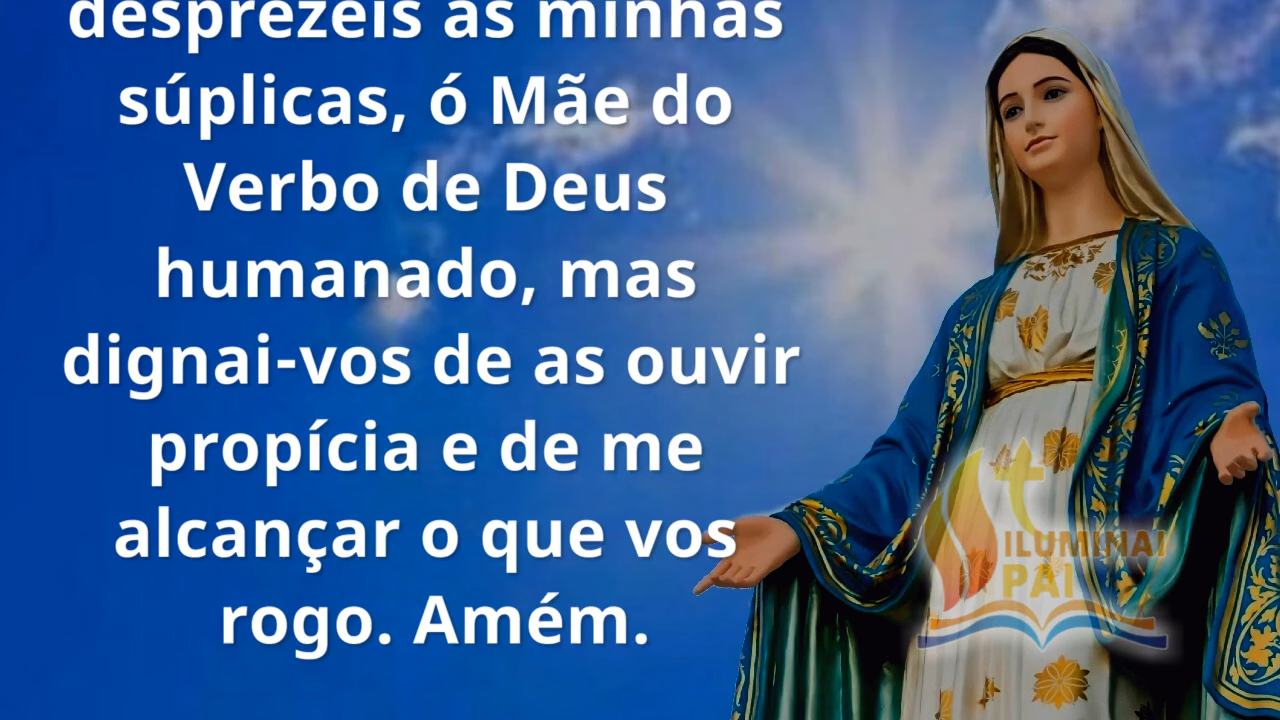 desprezeis as minhas
súplicas, ó Mãe do
Verbo de Deus
humanado, mas
dignai-vos de as ouvir
propícia e de me
alcançar o que vos
rogo. Amém.
ILUMINAI
PAI